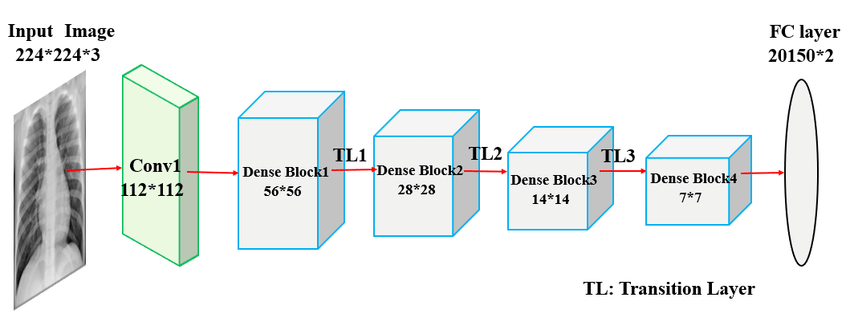 Input Image
224*224*3
Conv1
112*112
Dense Block1
56*56
TL1
Dense Block2
28*28
TL2
Dense Block3
14*14
TL3
Dense Block4
7*7
FC layer
20150*2
TL: Transition Layer